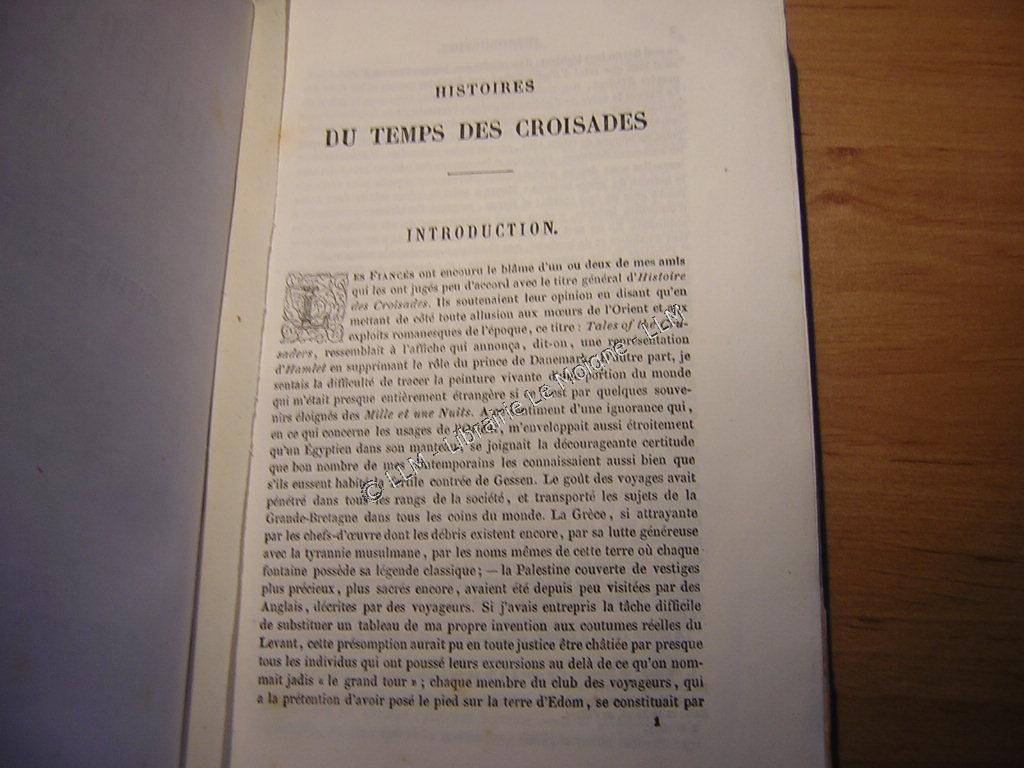 HISTOIRES
DU TEMPS DES CROISADES
INTRODUCTION.
LES FIANCÉS ont encouru le blâme d'un ou deux de mes amis
qui les ont jugés peu d'accord avec le titre général d'Histoire
des Croisades. Ils soutenaient leur opinion en disant qu'en
mettant de côté toute allusion aux mœurs de l'Orient et aux
exploits romanesques de l'époque, ce titre : Tales of the Cru-
saders, ressemblait à l'affiche qui annonça, dit-on, une représentation
d'Hamlet en supprimant le rôle du prince de Danemark. D'autre part, je
sentais la difficulté de tracer la peinture vivante d'une portion du monde
qui m'était presque entièrement étrangère si ce n'est par quelques souve-
nirs éloignés des Mille et une Nuits. Au sentiment d'une ignorance qui,
en ce qui concerne les usages de m'enveloppait aussi étroitement
qu'un Égyptien dans son manteau, se joignait la décourageante certitude
que bon nombre de mes contemporains les connaissaient aussi bien que
s'ils eussent habité la contrée de Gessen. Le goût des voyages avait
pénétré dans tous les rangs de la société, et transporté les sujets de la
Grande-Bretagne dans tous les coins du monde. La Grèce, si attrayante
par les chefs-d'œuvre dont les débris existent encore, par sa lutte généreuse
avec la tyrannie musulmane, par les noms mêmes de cette terre où chaque
fontaine possède sa légende classique; — la Palestine couverte de vestiges
plus précieux, plus sacrés encore, avaient été depuis peu visitées par des
Anglais, décrites par des voyageurs. Si j'avais entrepris la tâche difficile
de substituer un tableau de ma propre invention aux coutumes réelles du
Levant, cette présomption aurait pu en toute justice être châtiée par presque
tous les individus qui ont poussé leurs excursions au delà de ce qu'on nom-
mait jadis « le grand tour »; chaque membre du club des voyageurs, qui
a la prétention d'avoir posé le pied sur la terre d'Edom, se constituait par
1
© LLM - Librairie Le Molgne - LLM